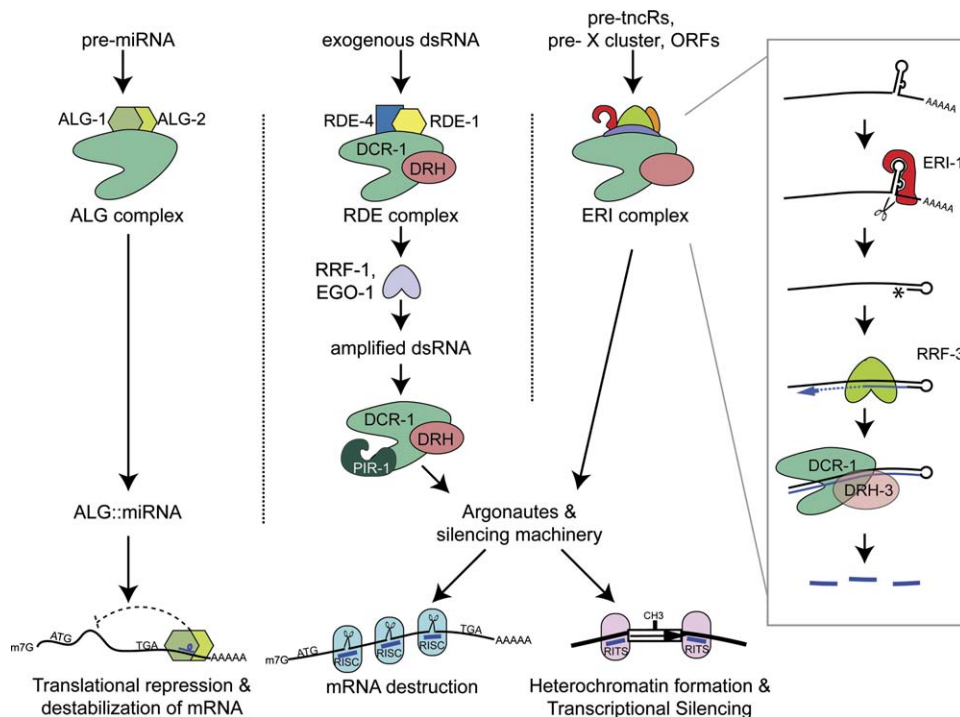 pre-miRNA
ALG-1
ALG-2
ALG complex
ALG::miRNA
m7G
ATG
TGA
AAAAA
Translational repression &
destabilization of mRNA
exogenous dsRNA
RDE-4
RDE-1
DCR-1
DRH
RDE complex
RRF-1,
EGO-1
amplified dsRNA
DCR-1
DRH
PIR-1
pre-tncRs,
pre- X cluster, ORFs
ERI complex
Argonautes &
silencing machinery
m7G
ATG
RISC
RISC
RISC
TGA
AAAAA
mRNA destruction
CH3
RITS
RITS
Heterochromatin formation &
Transcriptional Silencing
AAAAA
ERI-1
AAAAA
*
RRF-3
DCR-1
DRH-3